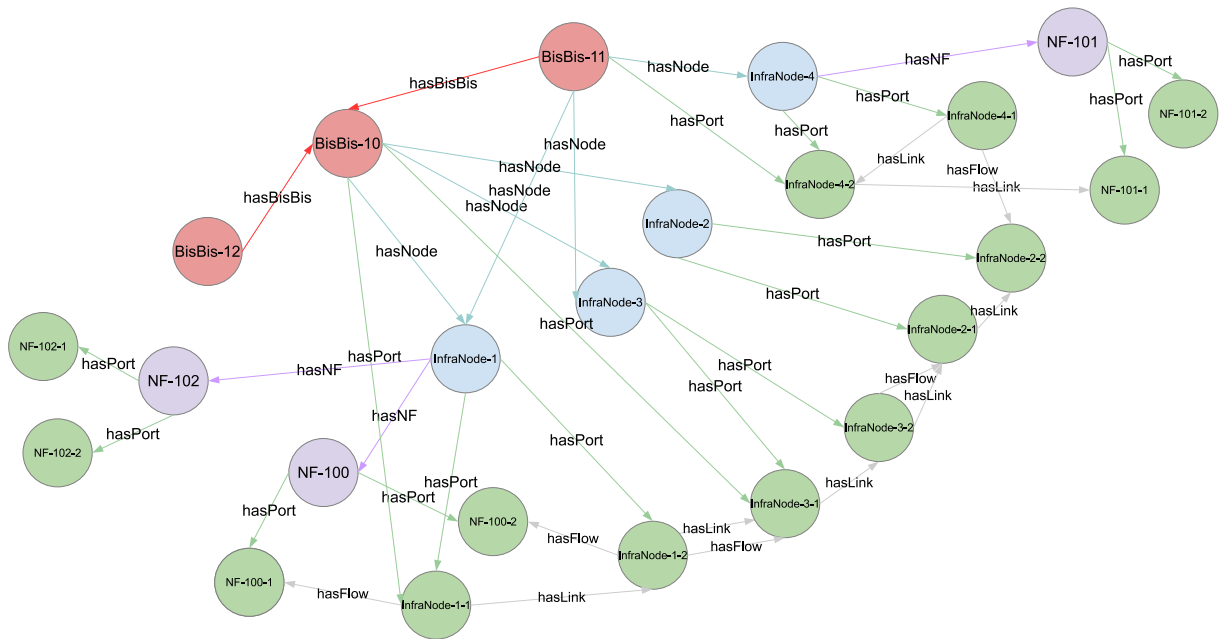 BisBis-11
NF-101
hasNF
hasNode
hasPort
InfraNode-4
hasBisBis
hasPort
hasPort
NF-101-2
InfraNode-4-1
hasPort
hasPort
BisBis-10
hasNode
hasLink
hasNode
hasFlow
InfraNode-4-2
hasLink
NF-101-1
hasNode
hasBisBis
hasNode
InfraNode-2
hasPort
BisBis-12
hasNode
InfraNode-2-2
hasPort
InfraNode-3
hasLink
InfraNode-2-1
hasPort
NF-102-1
hasPort
hasPort
InfraNode-1
hasPort
hasNF
NF-102
hasPort
hasFlow
hasLink
hasNF
InfraNode-3-2
hasPort
NF-102-2
hasPort
NF-100
hasPort
hasLink
hasPort
InfraNode-3-1
hasPort
NF-100-2
hasLink
hasFlow
InfraNode-1-2
hasFlow
NF-100-1
hasFlow
hasLink
InfraNode-1-1